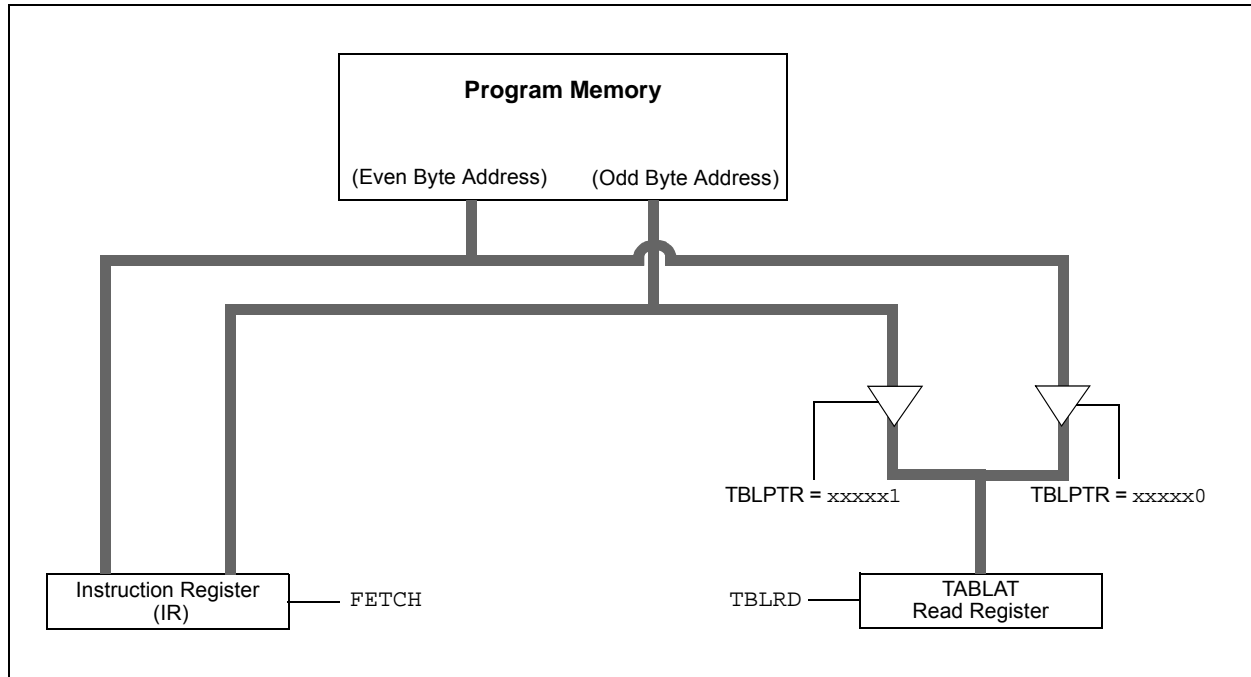 Program Memory
(Even Byte Address) (Odd Byte Address)
TBLPTR = xxxxx1
TBLPTR = xxxxx0
Instruction Register
(IR)
FETCH
TBLRD
TABLAT
Read Register